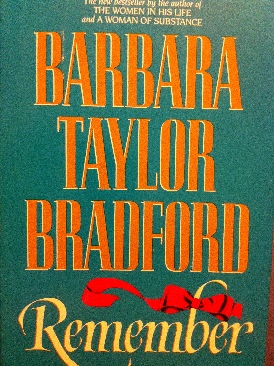 The new bestseller by the author of
THE WOMEN IN HIS LIFE
and A WOMAN OF SUBSTANCE
BARBARA
TAYLOR
BRADFORD
Remember